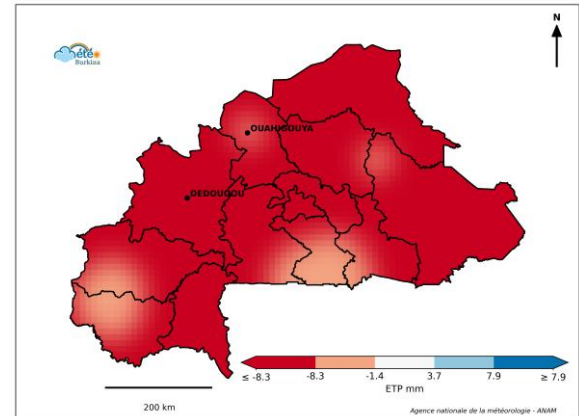 N
Météo
Burkina
OUAHIGOUYA
DEDOUGOU
≤ -8.3 -8.3 -1.4 3.7 7.9 ≥ 7.9
ETP mm
200 km
Agence nationale de la météorologie - ANAM